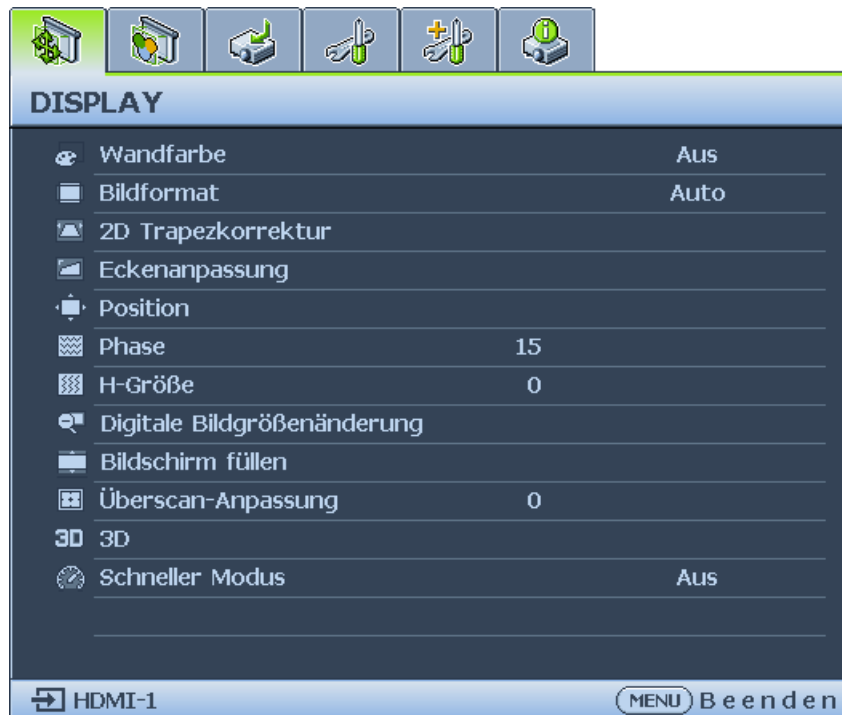 DISPLAY
Wandfarbe Aus
Bildformat Auto
2D Trapezkorrektur
Eckenanpassung
Position
Phase 15
H-Größe 0
Digitale Bildgrößenänderung
Bildschirm füllen
Überscan-Anpassung 0
3D 3D
Schneller Modus Aus
HDMI-1 MENU Beenden